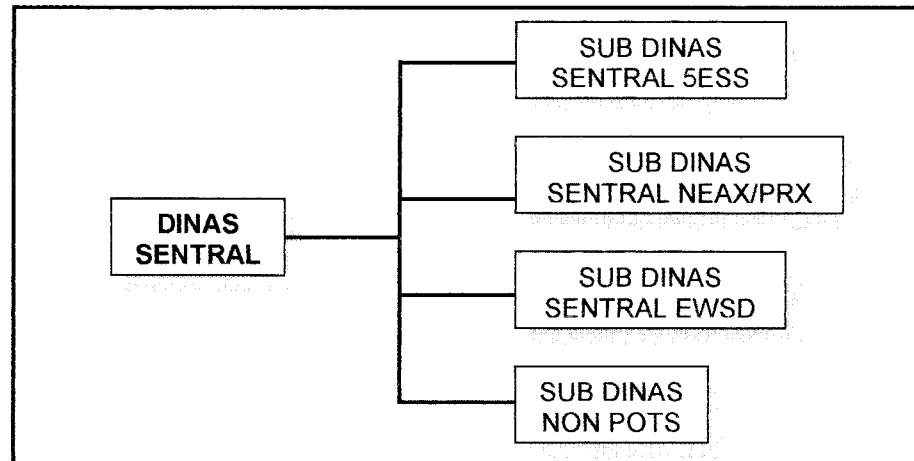 SUB DINAS
SENTRAL 5ESS
SUB DINAS
SENTRAL NEAX/PRX
DINAS
SENTRAL
SUB DINAS
SENTRAL EWSD
SUB DINAS
NON POTS